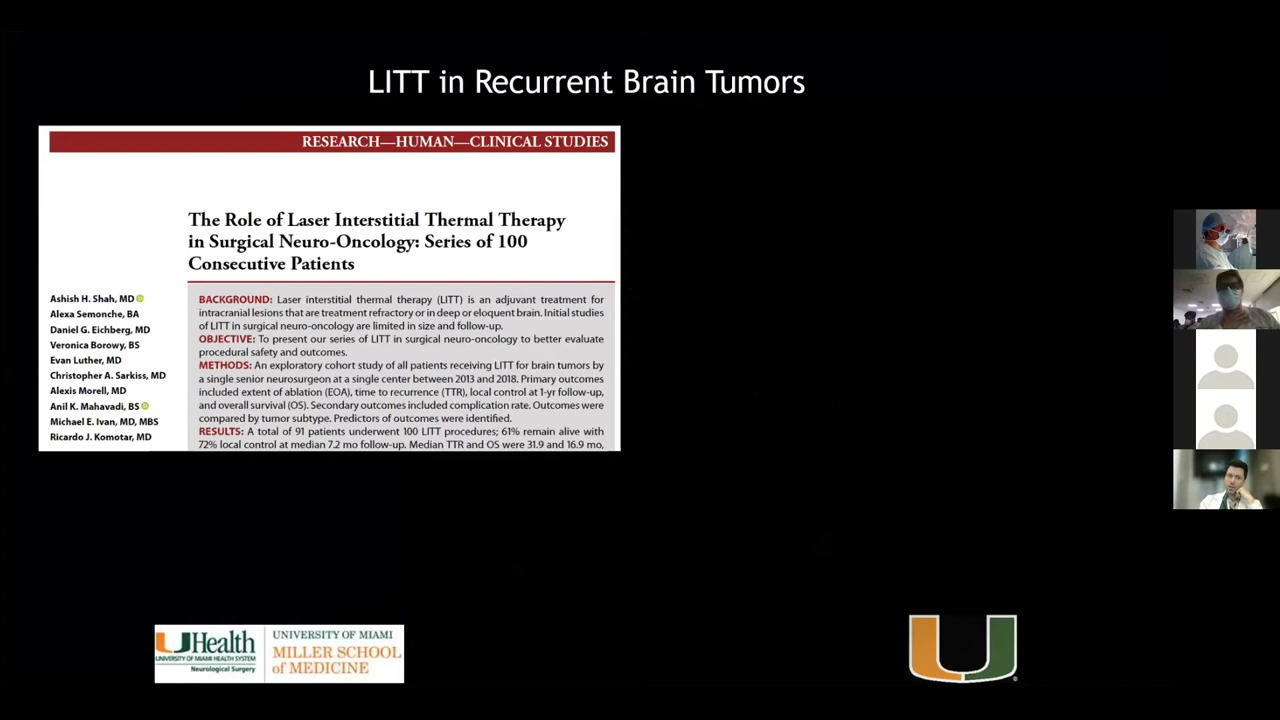 LITT in Recurrent Brain Tumors
RESEARCH—HUMAN—CLINICAL STUDIES
The Role of Laser Interstitial Thermal Therapy
in Surgical Neuro-Oncology: Series of 100
Consecutive Patients
Ashish H. Shah, MD
Alexa Semonche, BA
Daniel G. Eichberg, MD
Veronica Borowy, BS
Evan Luther, MD
Christopher A. Sarkiss, MD
Alexis Morell, MD
Anil K. Mahavadi, BS
Michael E. Ivan, MD, MBS
Ricardo J. Komotar, MD
BACKGROUND: Laser interstitial thermal therapy (LITT) is an adjuvant treatment for
intracranial lesions that are treatment refractory or in deep or eloquent brain. Initial studies
of LITT in surgical neuro-oncology are limited in size and follow-up.
OBJECTIVE: To present our series of LITT in surgical neuro-oncology to better evaluate
procedural safety and outcomes.
METHODS: An exploratory cohort study of all patients receiving LITT for brain tumors by
a single senior neurosurgeon at a single center between 2013 and 2018. Primary outcomes
included extent of ablation (EOA), time to recurrence (TTR), local control at 1-yr follow-up,
and overall survival (OS). Secondary outcomes included complication rate. Outcomes were
compared by tumor subtype. Predictors of outcomes were identified.
RESULTS: A total of 91 patients underwent 100 LITT procedures; 61% remain alive with
72% local control at median 7.2 mo follow-up. Median TTR and OS were 31.9 and 16.9 mo,
UHealth
UNIVERSITY OF MIAMI HEALTH SYSTEM
Neurological Surgery
UNIVERSITY OF MIAMI
MILLER SCHOOL
of MEDICINE
U